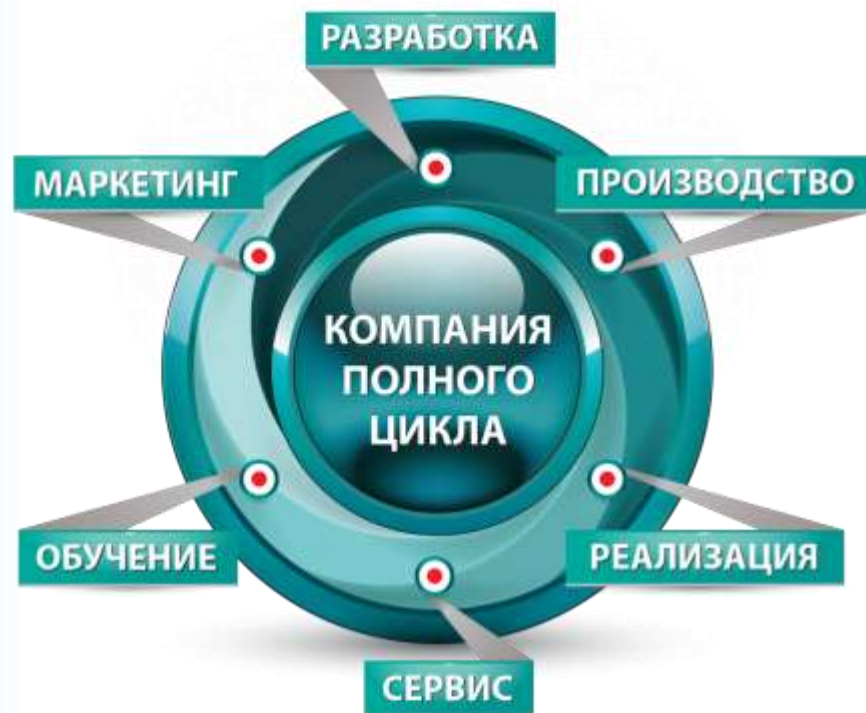 РАЗРАБОТКА
МАРКЕТИНГ
ПРОИЗВОДСТВО
КОМПАНИЯ
ПОЛНОГО
ЦИКЛА
ОБУЧЕНИЕ
РЕАЛИЗАЦИЯ
СЕРВИС